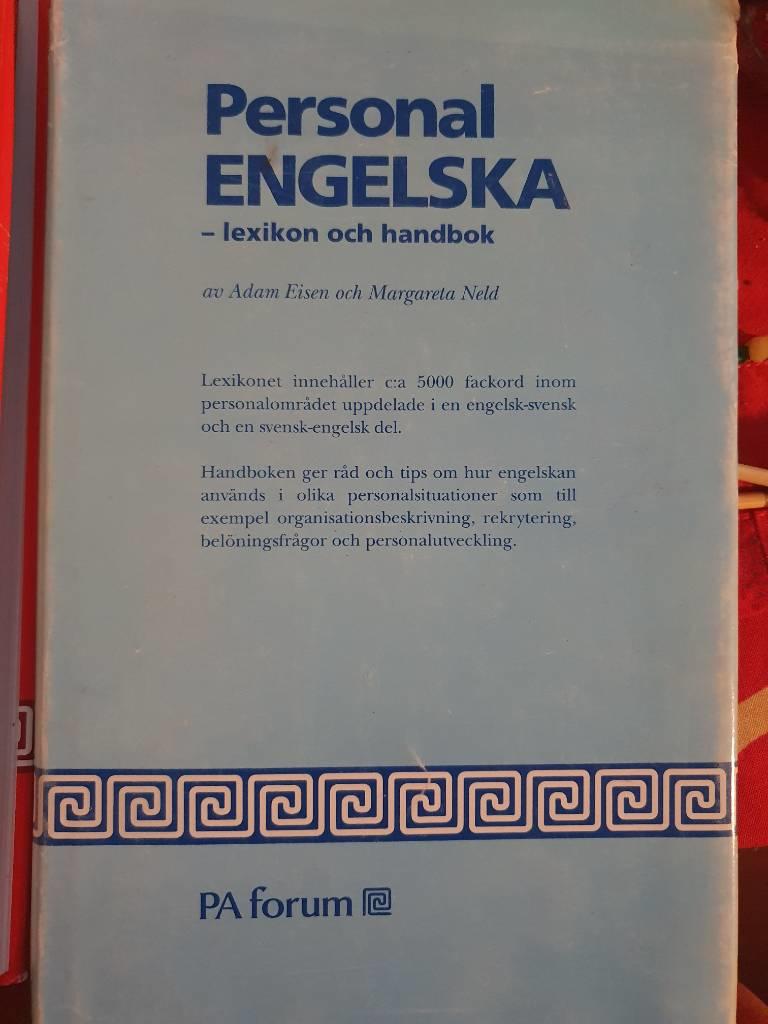 Personal
ENGELSKA
– lexikon och handbok
av Adam Eisen och Margareta Neld
Lexikonet innehåller c:a 5000 fackord inom
personalområdet uppdelade i en engelsk-svensk
och en svensk-engelsk del.
Handboken ger råd och tips om hur engelskan
används i olika personalsituationer som till
exempel organisationsbeskrivning, rekrytering,
belöningsfrågor och personalutveckling.
PA forum